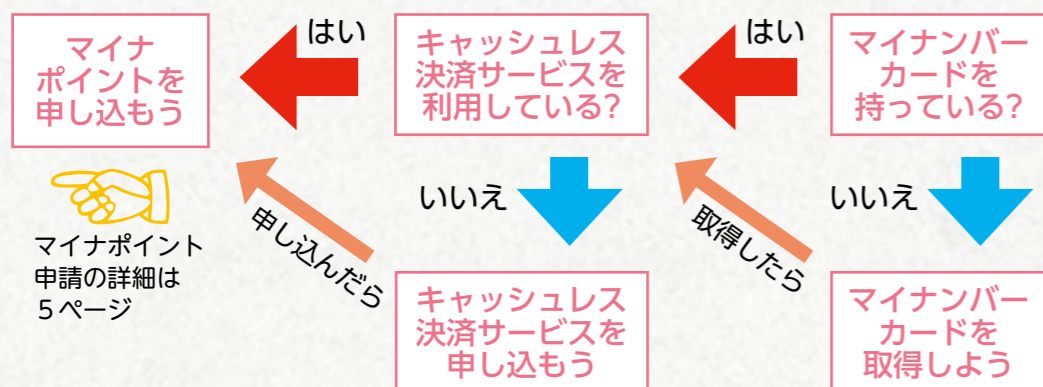 マイナンバー
カードを
持っている?
はい
いいえ
マイナンバー
カードを
取得しよう
取得したら
キャッシュレス
決済サービスを
利用している?
はい
いいえ
キャッシュレス
決済サービスを
申し込もう
申し込んだら
マイナ
ポイントを
申し込もう
マイナポイント
申請の詳細は
5ページ